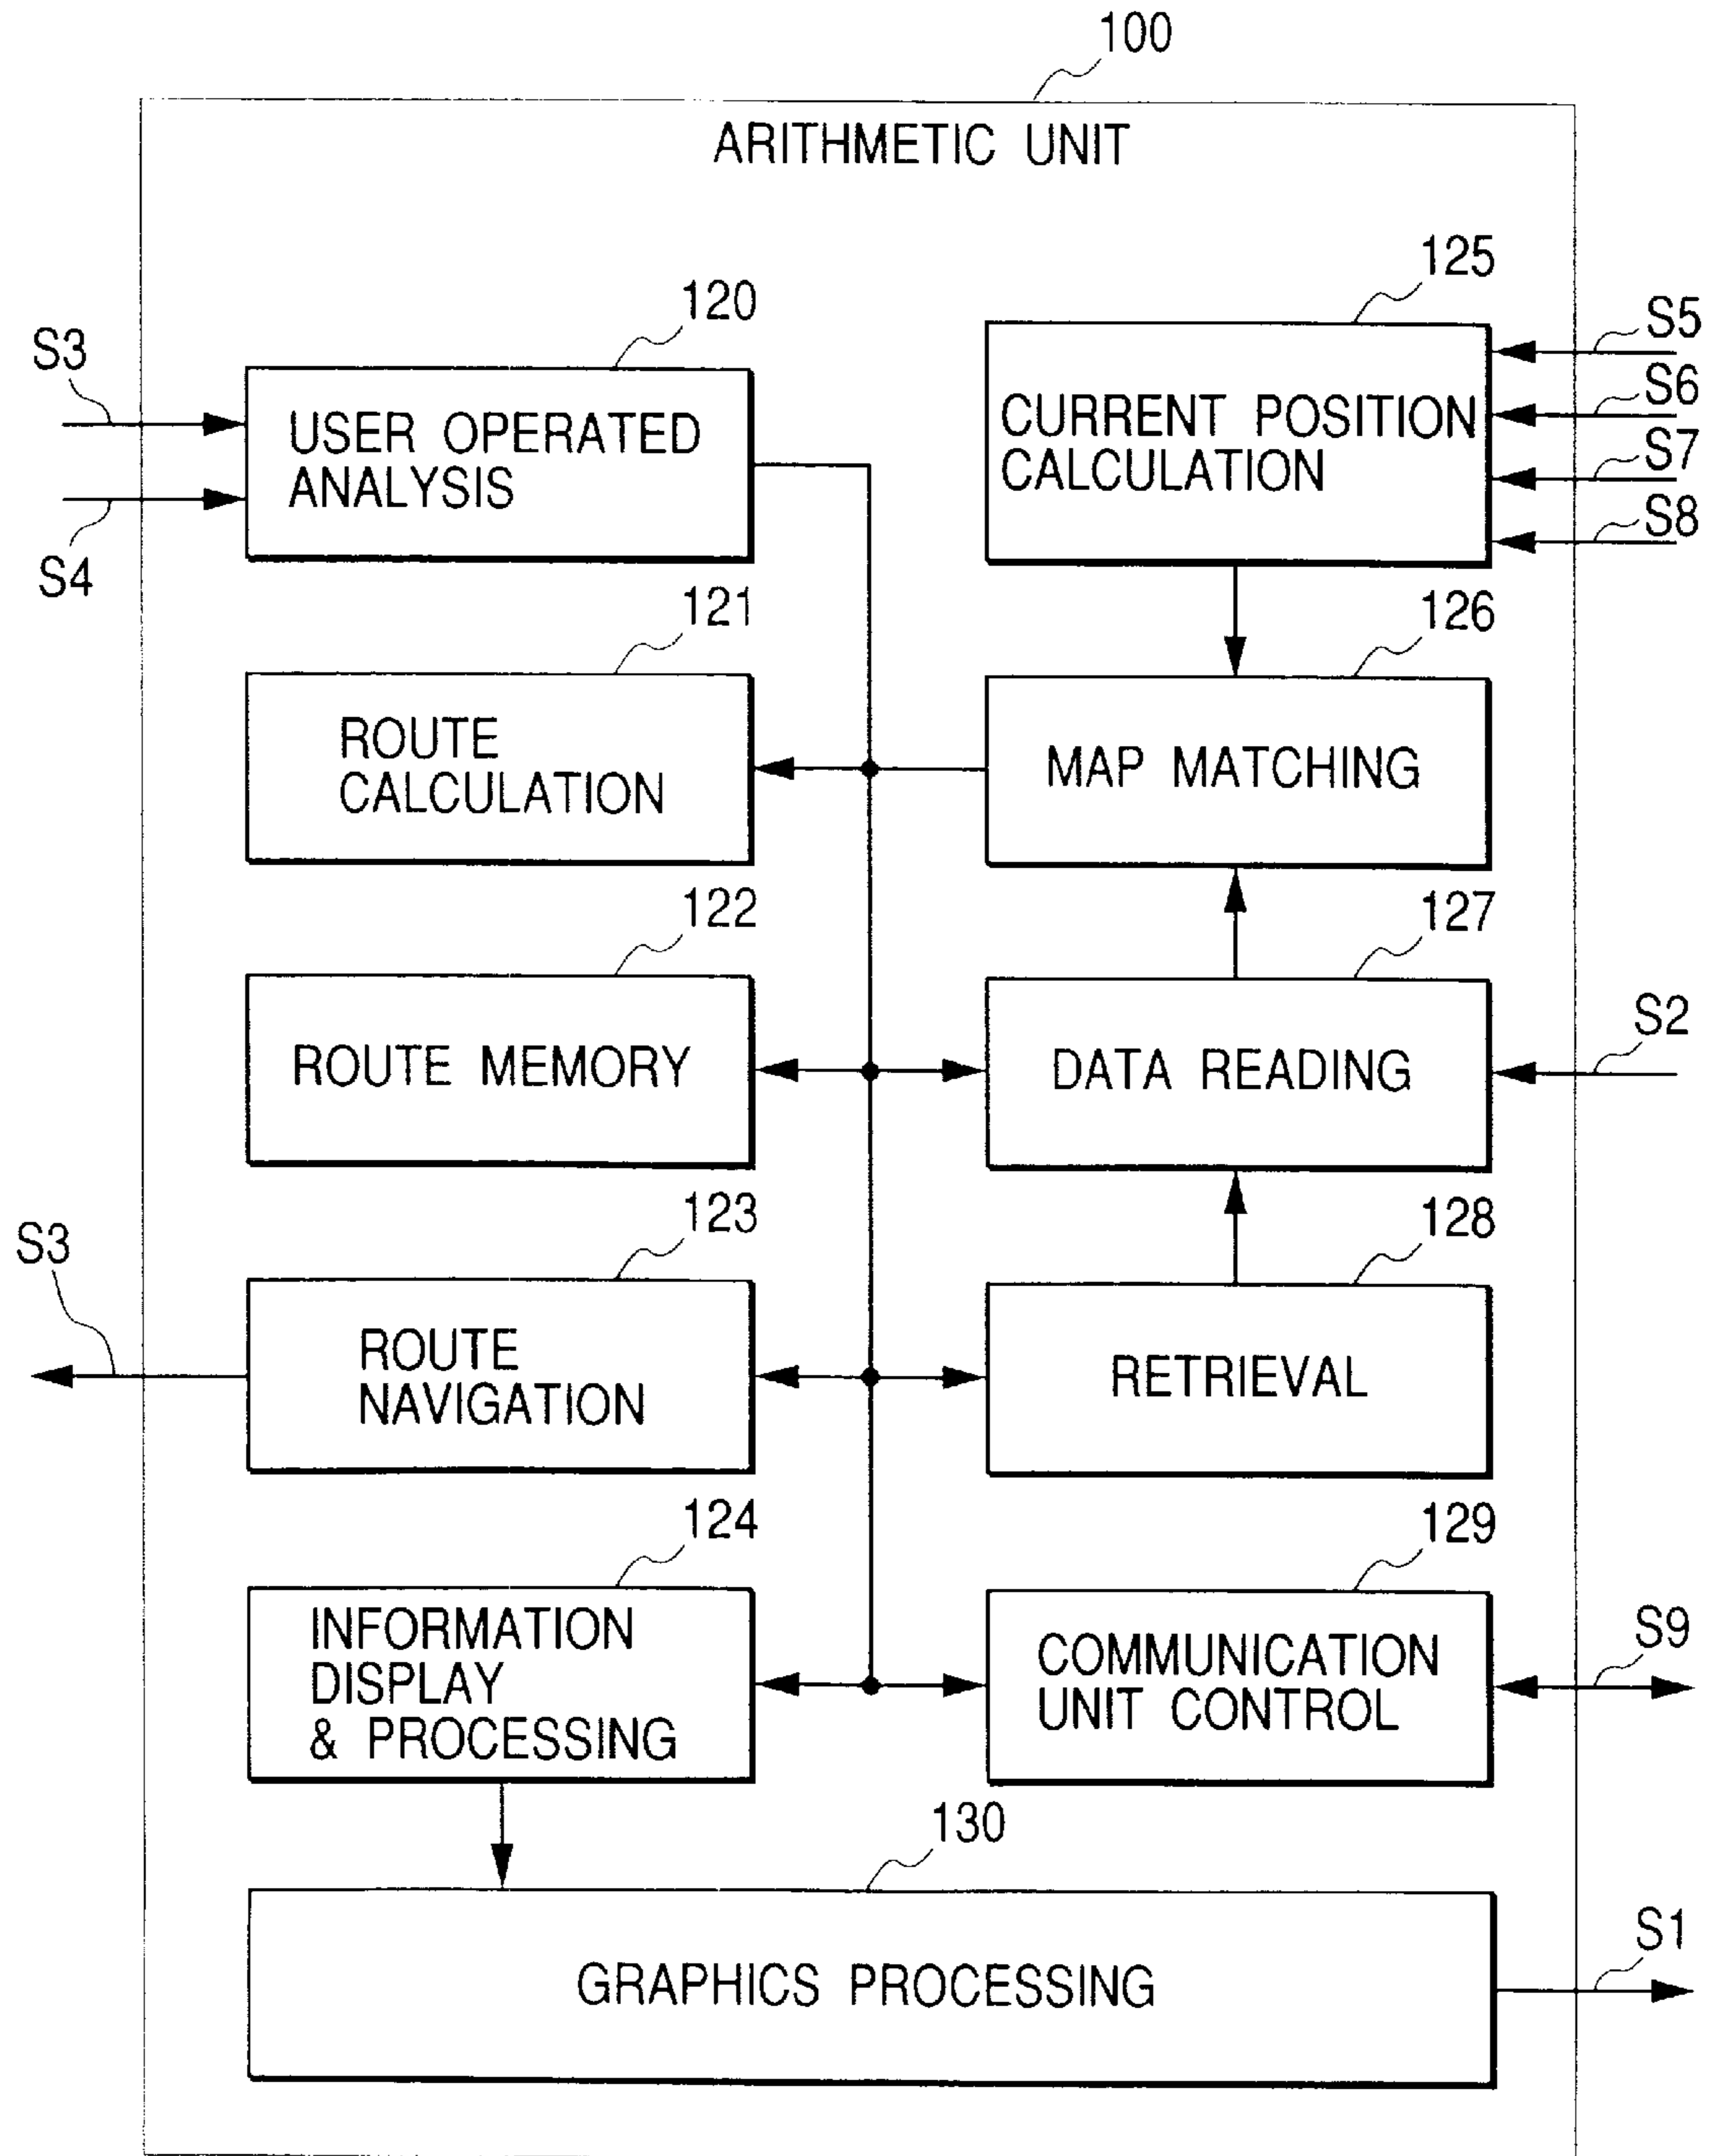 100
ARITHMETIC UNIT
120
S3
S4
USER OPERATED
ANALYSIS
125
CURRENT POSITION
CALCULATION
S5
S6
S7
S8
121
ROUTE
CALCULATION
126
MAP MATCHING
122
ROUTE MEMORY
127
DATA READING
S2
123
S3
ROUTE
NAVIGATION
128
RETRIEVAL
124
INFORMATION
DISPLAY
& PROCESSING
129
COMMUNICATION
UNIT CONTROL
S9
130
GRAPHICS PROCESSING
S1